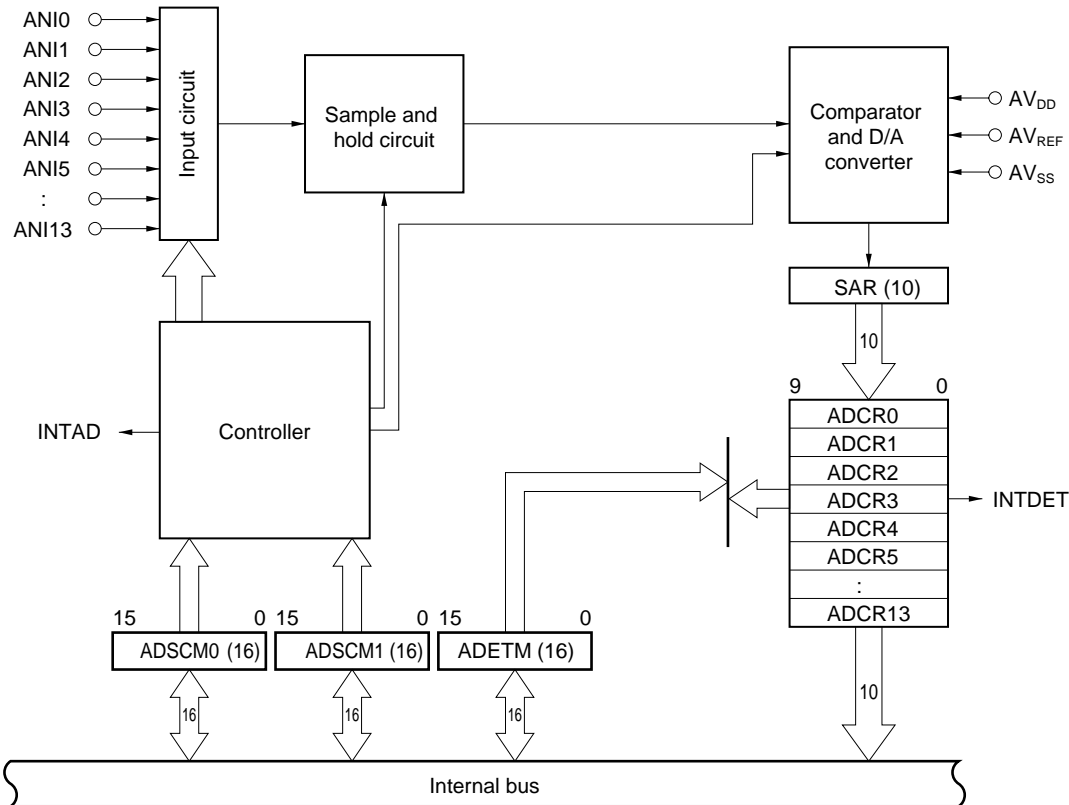 ANI0
ANI1
ANI2
ANI3
ANI4
ANI5
:
ANI13
Input circuit
Sample and
hold circuit
Comparator
and D/A
converter
AVDD
AVREF
AVSS
SAR (10)
10
9 0
ADCR0
ADCR1
ADCR2
ADCR3
ADCR4
ADCR5
:
ADCR13
INTDET
INTAD
Controller
15 0
ADSCM0 (16)
15 0
ADSCM1 (16)
15 0
ADETM (16)
16
16
16
10
Internal bus